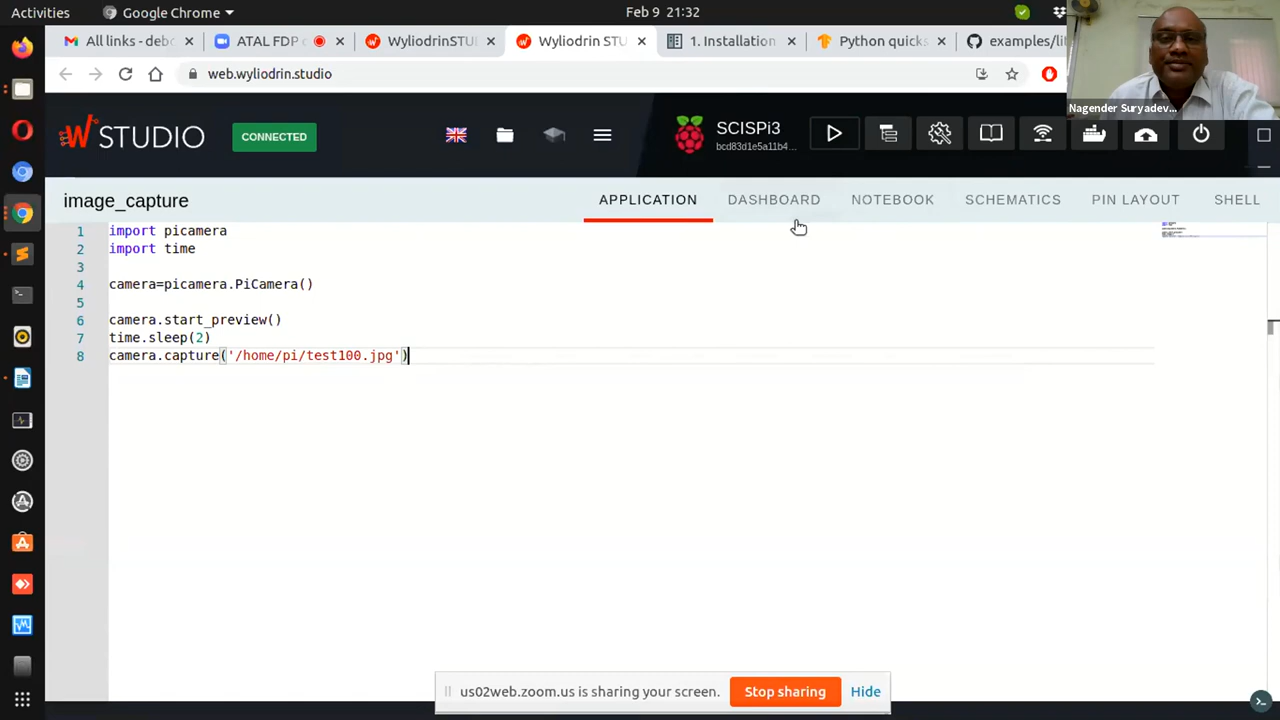 Activities
Google Chrome
Feb 9 21:32
All links - deb
ATAL FDP
WyliodrinSTU
Wyliodrin STU
1. Installation
Python quicks
examples/li
web.wyliodrin.studio
Nagender Suryadev...
W STUDIO
CONNECTED
SCISPi3
bcd83d1e5a11b4...
image_capture
APPLICATION
DASHBOARD
NOTEBOOK
SCHEMATICS
PIN LAYOUT
SHELL
1 import picamera
2 import time
3
4 camera=picamera.PiCamera()
5
6 camera.start_preview()
7 time.sleep(2)
8 camera.capture('/home/pi/test100.jpg')
us02web.zoom.us is sharing your screen.
Stop sharing
Hide